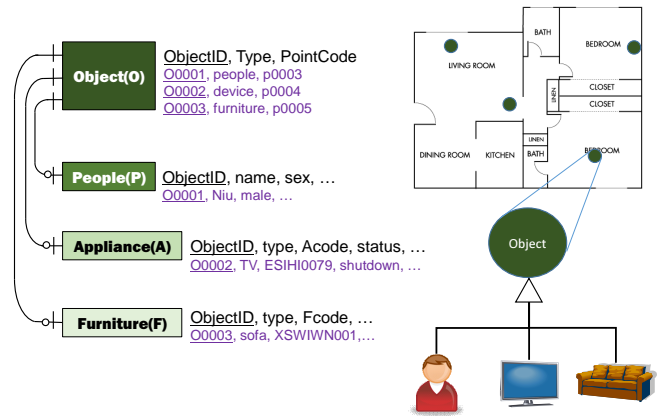 Object(O)
ObjectID, Type, PointCode
O0001, people, p0003
O0002, device, p0004
O0003, furniture, p0005
People(P)
ObjectID, name, sex, …
O0001, Niu, male, …
Appliance(A)
ObjectID, type, Acode, status, …
O0002, TV, ESIHI0079, shutdown, …
Furniture(F)
ObjectID, type, Fcode, …
O0003, sofa, XSWIWN001,…
BATH
BEDROOM
LIVING ROOM
LINEN
CLOSET
CLOSET
LINEN
DINING ROOM
KITCHEN
BATH
BEDROOM
Object